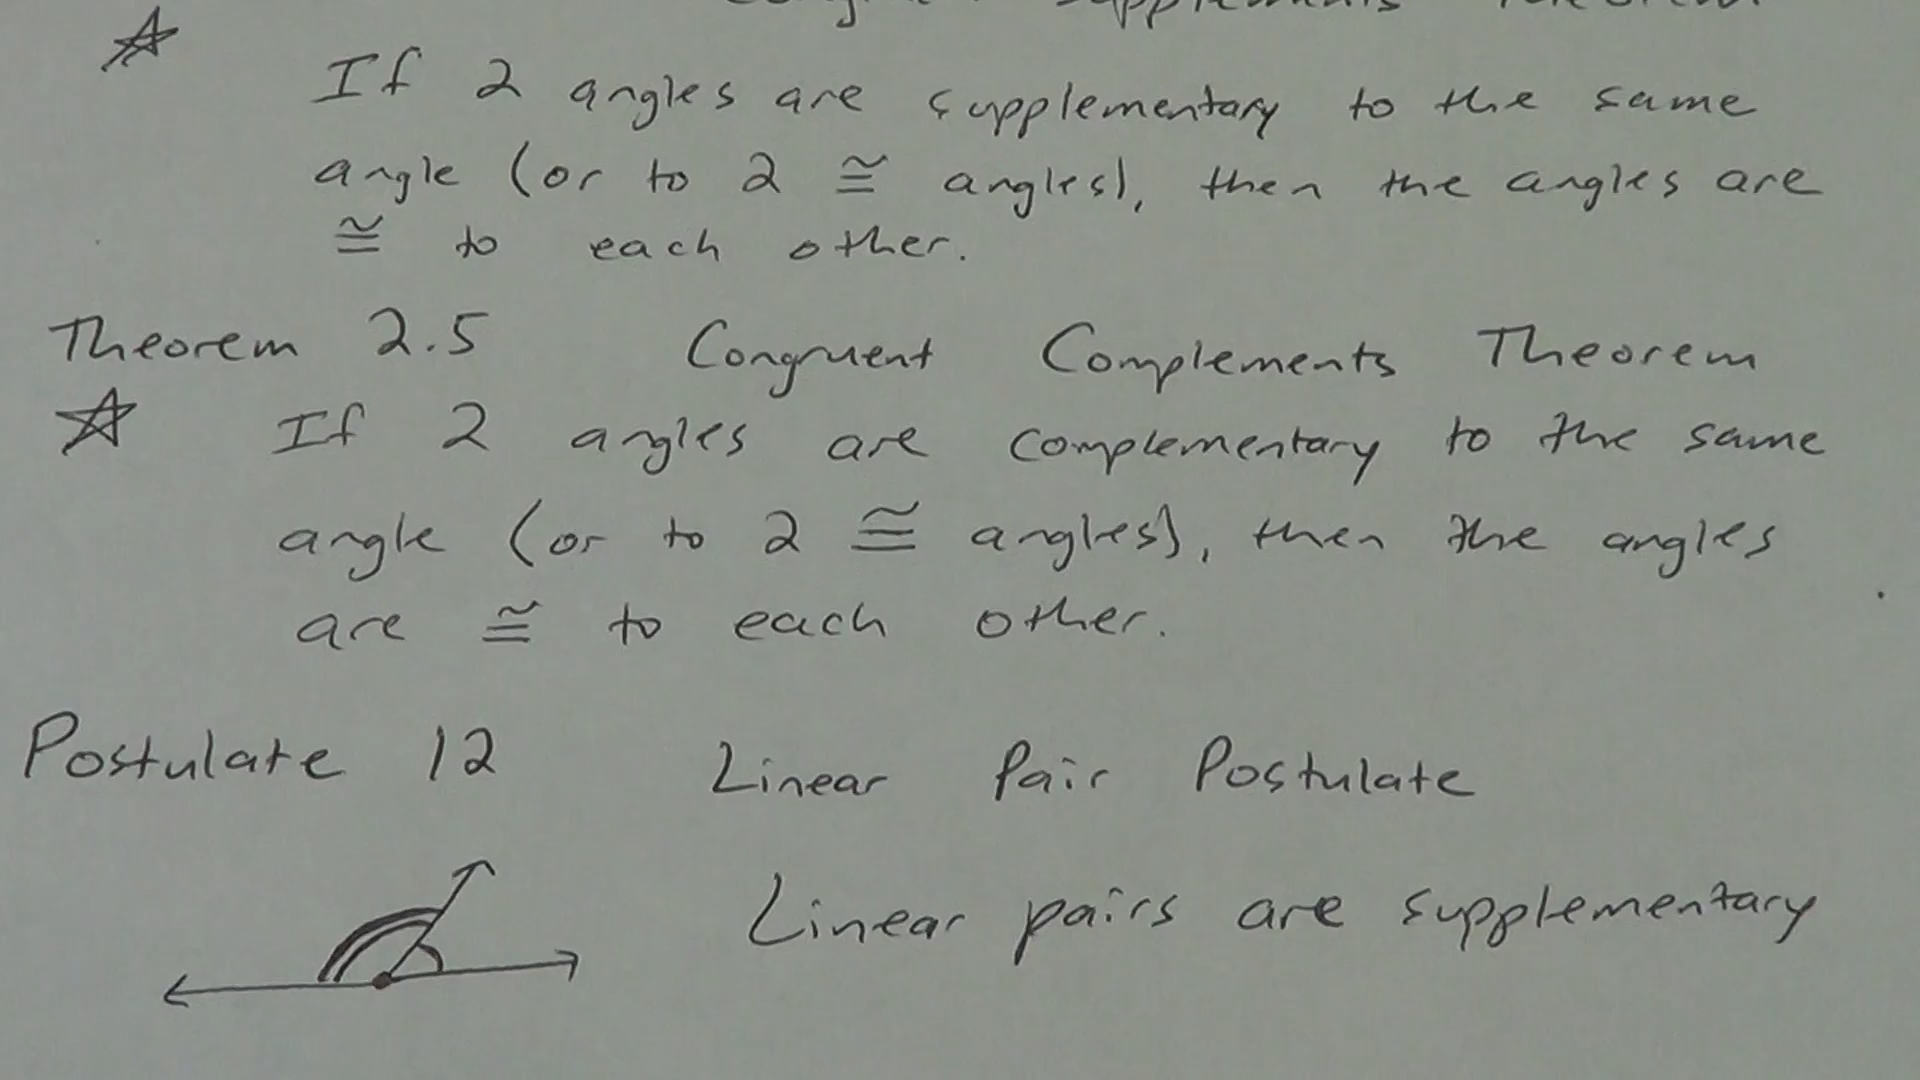 Supplements Theorem
If 2 angles are supplementary to the same
angle (or to 2 ≅ angles), then the angles are
≅ to each other.
Theorem 2.5 Congruent Complements Theorem
If 2 angles are complementary to the same
angle (or to 2 ≅ angles), then the angles
are ≅ to each other.
Postulate 12 Linear Pair Postulate
Linear pairs are supplementary